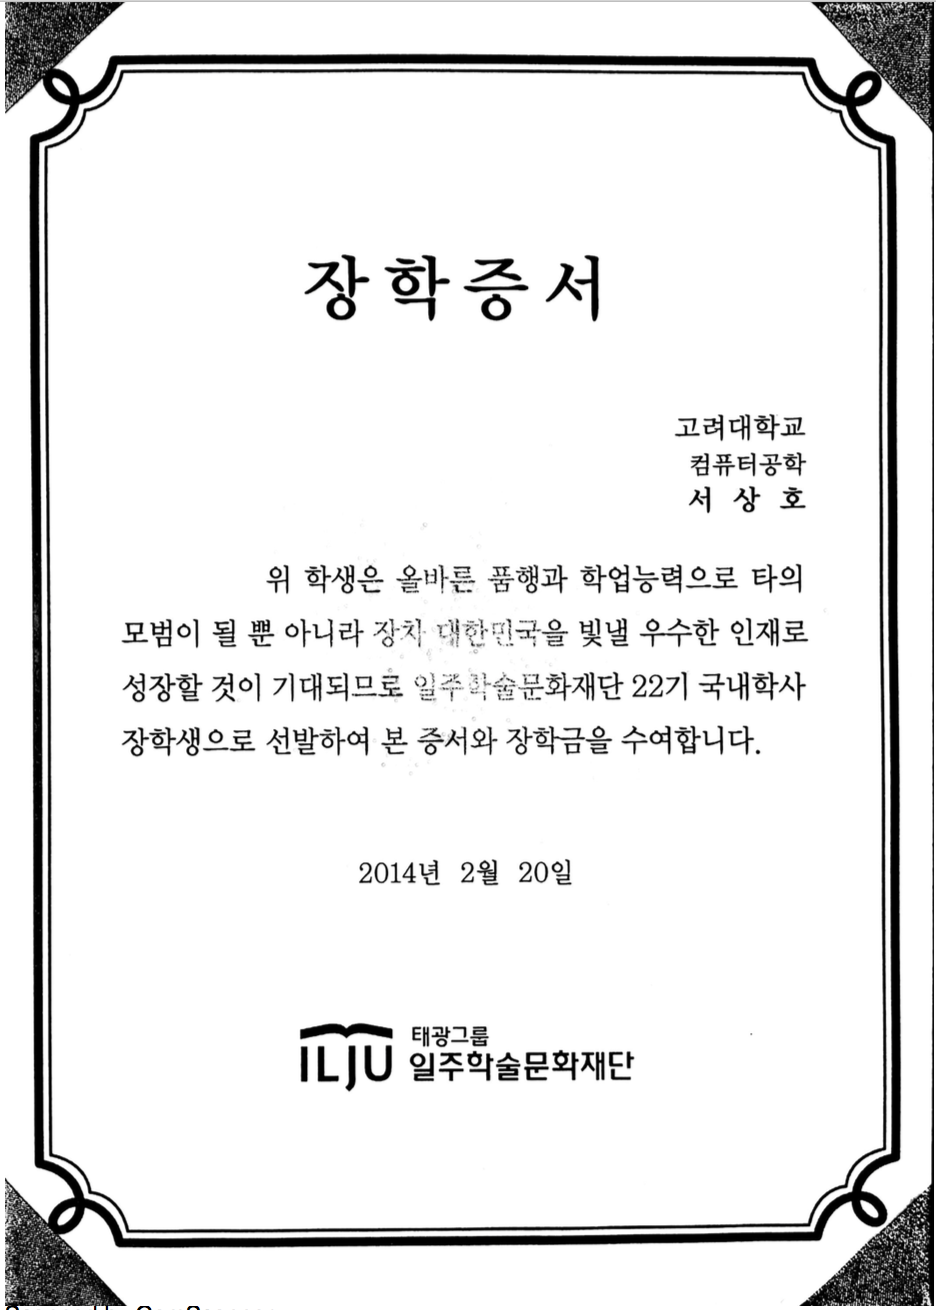 장학증서
고려대학교
컴퓨터공학
서 상 호
위 학생은 올바른 품행과 학업능력으로 타의
모범이 될 뿐 아니라 장차 대한민국을 빛낼 우수한 인재로
성장할 것이 기대되므로 일주학술문화재단 22기 국내학사
장학생으로 선발하여 본 증서와 장학금을 수여합니다.
2014년 2월 20일
태광그룹
ILJU 일주학술문화재단